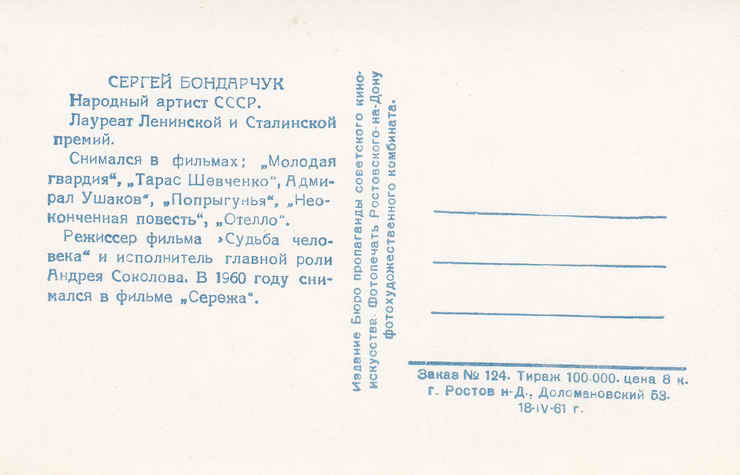 СЕРГЕЙ БОНДАРЧУК
Народный артист СССР.
Лауреат Ленинской и Сталинской
премий.
Снимался в фильмах: „Молодая
гвардия“, „Тарас Шевченко“, Адми-
рал Ушаков“, „Попрыгунья“, „Нео-
конченная повесть“, „Отелло“.
Режиссер фильма ›Судьба чело-
века“ и исполнитель главной роли
Андрея Соколова. В 1960 году сни-
мался в фильме „Сережа“.
Издание Бюро пропаганды советского кино-
искусства. Фотопечать Ростовского-на-Дону
фотохудожественного комбината.
Заказ № 124. Тираж 100.000. цена 8 к.
г. Ростов н-Д., Доломановский 53.
18-IV-61 г.